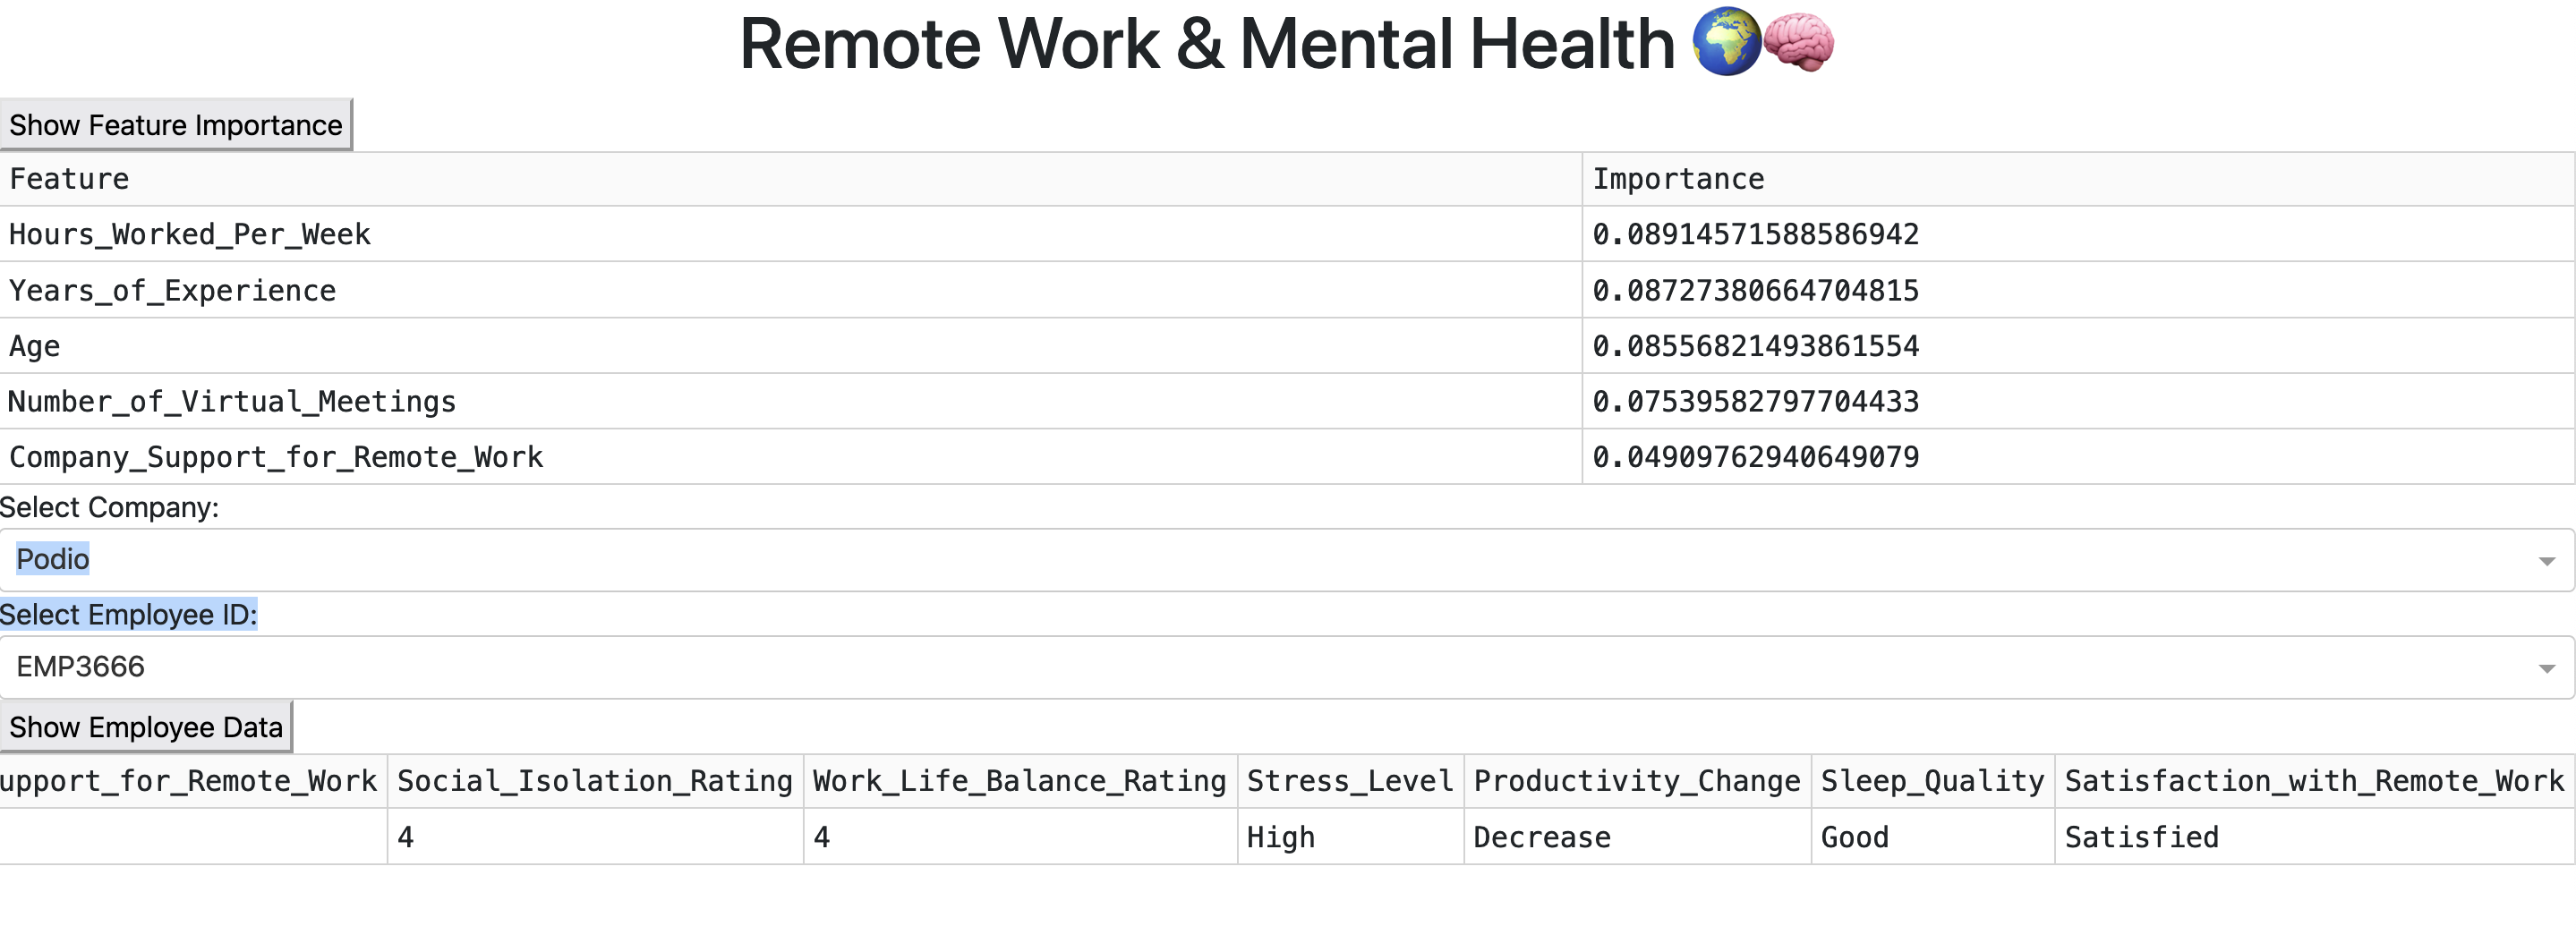 Remote Work & Mental Health 🌍🧠
Show Feature Importance
Feature Importance
Hours_Worked_Per_Week 0.08914571588586942
Years_of_Experience 0.08727380664704815
Age 0.08556821493861554
Number_of_Virtual_Meetings 0.07539582797704433
Company_Support_for_Remote_Work 0.04909762940649079
Select Company:
Podio
Select Employee ID:
EMP3666
Show Employee Data
upport_for_Remote_Work Social_Isolation_Rating Work_Life_Balance_Rating Stress_Level Productivity_Change Sleep_Quality Satisfaction_with_Remote_Work
4 4 High Decrease Good Satisfied